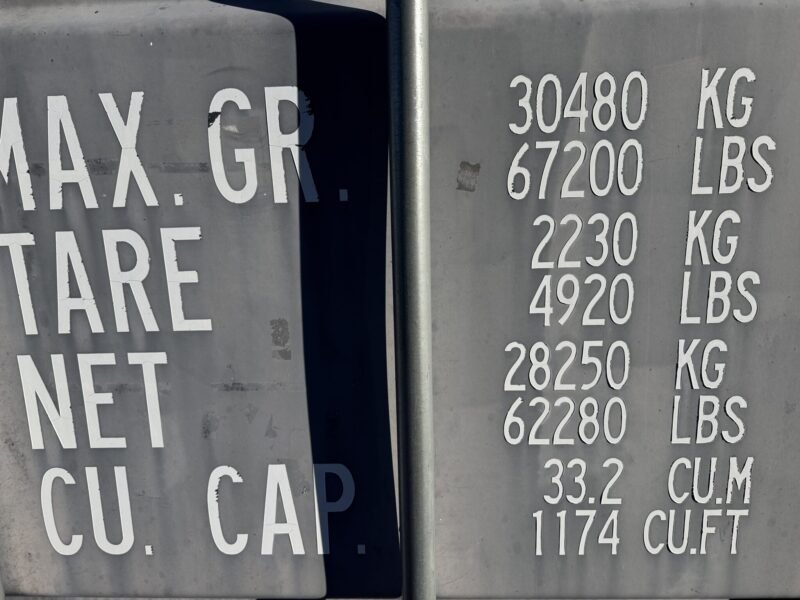 MAX. GR. 30480 KG
67200 LBS
TARE 2230 KG
4920 LBS
NET 28250 KG
62280 LBS
CU. CAP. 33.2 CU.M
1174 CU.FT